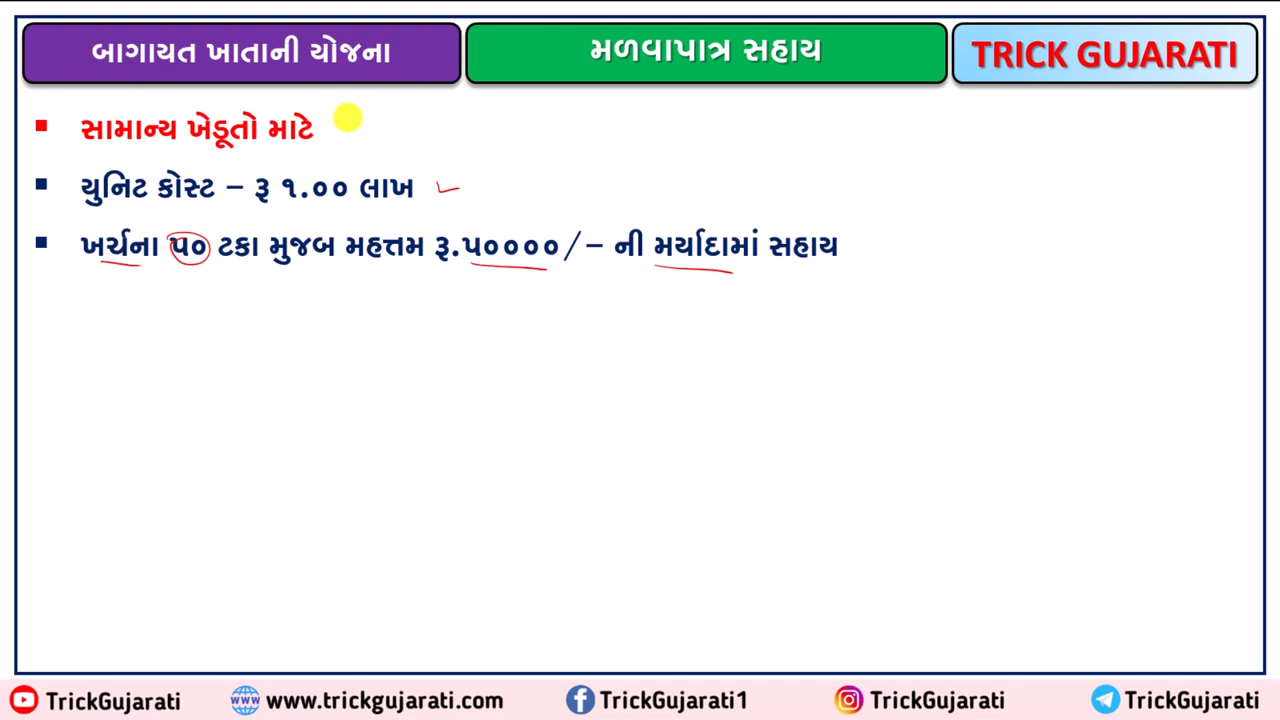 બાગાયત ખાતાની યોજના
મળવાપાત્ર સહાય
TRICK GUJARATI
સામાન્ય ખેડૂતો માટે
યુનિટ કોસ્ટ – રૂ ૧.૦૦ લાખ
ખર્ચના ૫૦ ટકા મુજબ મહત્તમ રૂ.૫૦૦૦૦/– ની મર્યાદામાં સહાય
TrickGujarati
www.trickgujarati.com
TrickGujarati1
TrickGujarati
TrickGujarati